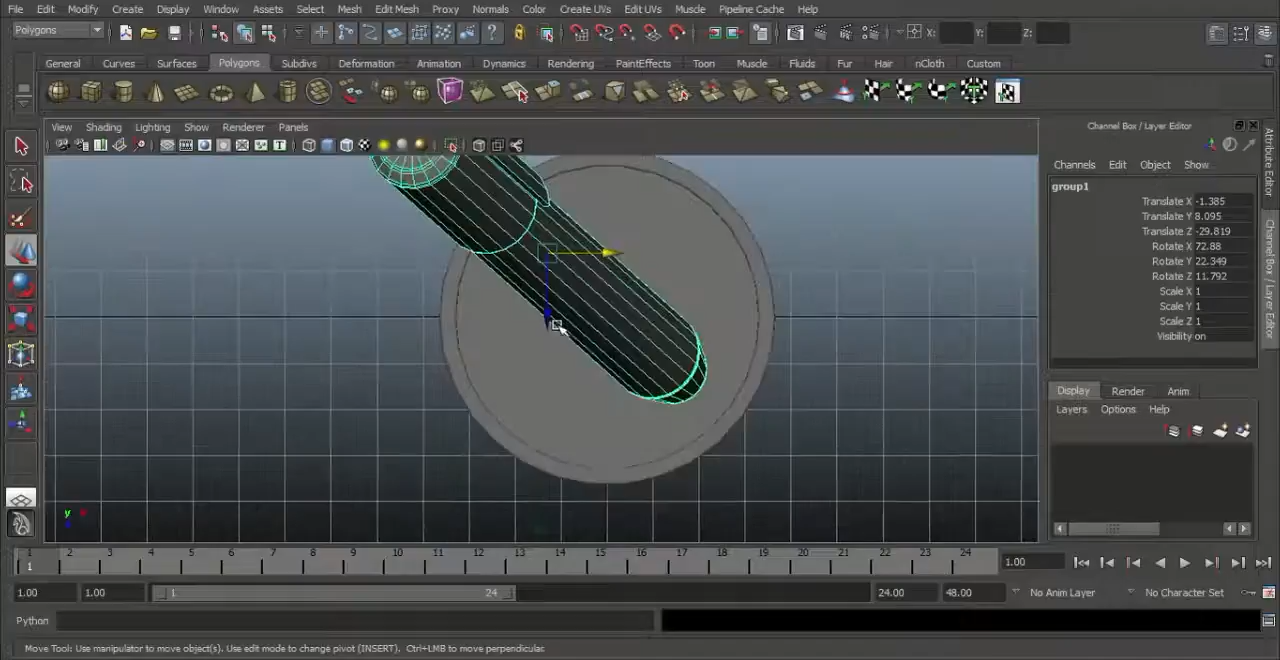 File Edit Modify Create Display Window Assets Select Mesh Edit Mesh Proxy Normals Color Create UVs Edit UVs Muscle Pipeline Cache Help
Polygons X: Y: Z:
General Curves Surfaces Polygons Subdivs Deformation Animation Dynamics Rendering PaintEffects Toon Muscle Fluids Fur Hair nCloth Custom
View Shading Lighting Show Renderer Panels
Channel Box / Layer Editor
Channels Edit Object Show
group1
Translate X -1.385
Translate Y 8.095
Translate Z -29.819
Rotate X 72.88
Rotate Y 22.349
Rotate Z 11.792
Scale X 1
Scale Y 1
Scale Z 1
Visibility on
Attribute Editor
Channel Box / Layer Editor
Display Render Anim
Layers Options Help
y
1 2 3 4 5 6 7 8 9 10 11 12 13 14 15 16 17 18 19 20 21 22 23 24
1 1.00
1.00 1.00 1 24 24.00 48.00 No Anim Layer No Character Set
Python
Move Tool: Use manipulator to move object(s). Use edit mode to change pivot (INSERT). Ctrl+LMB to move perpendicular.